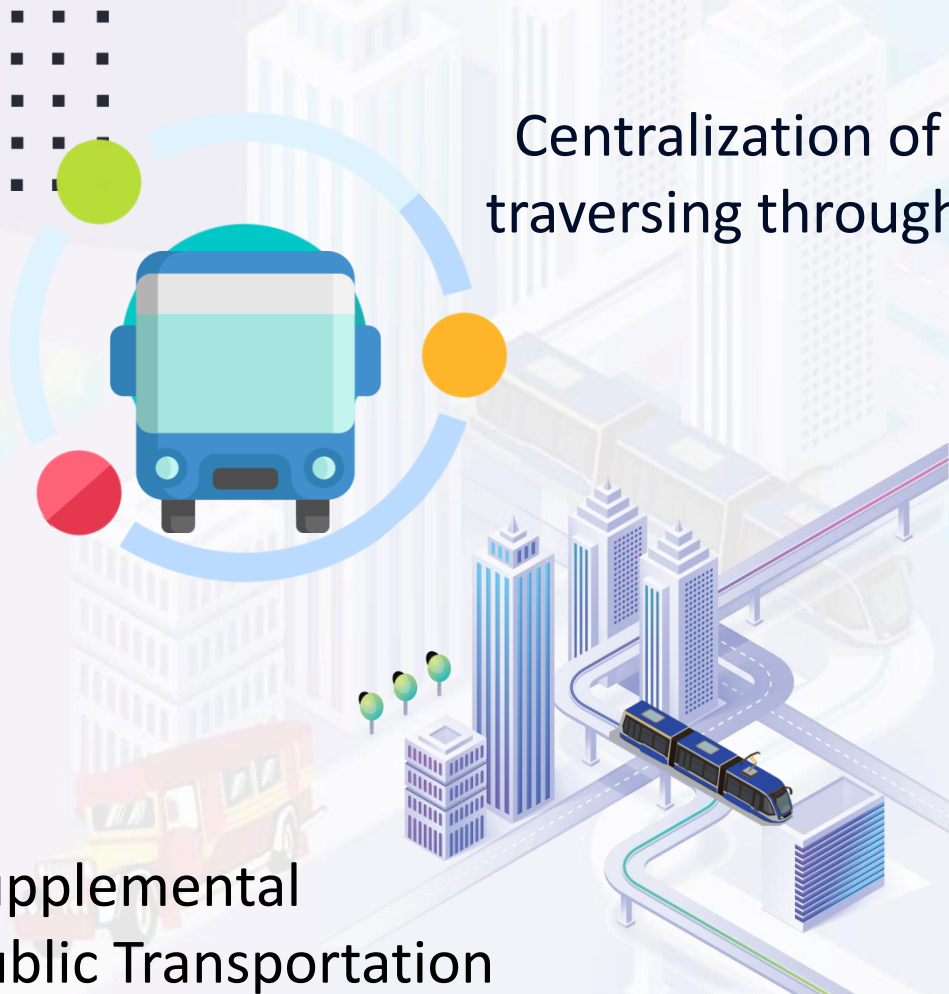 Centralization of
traversing through
upplemental
ublic Transportation